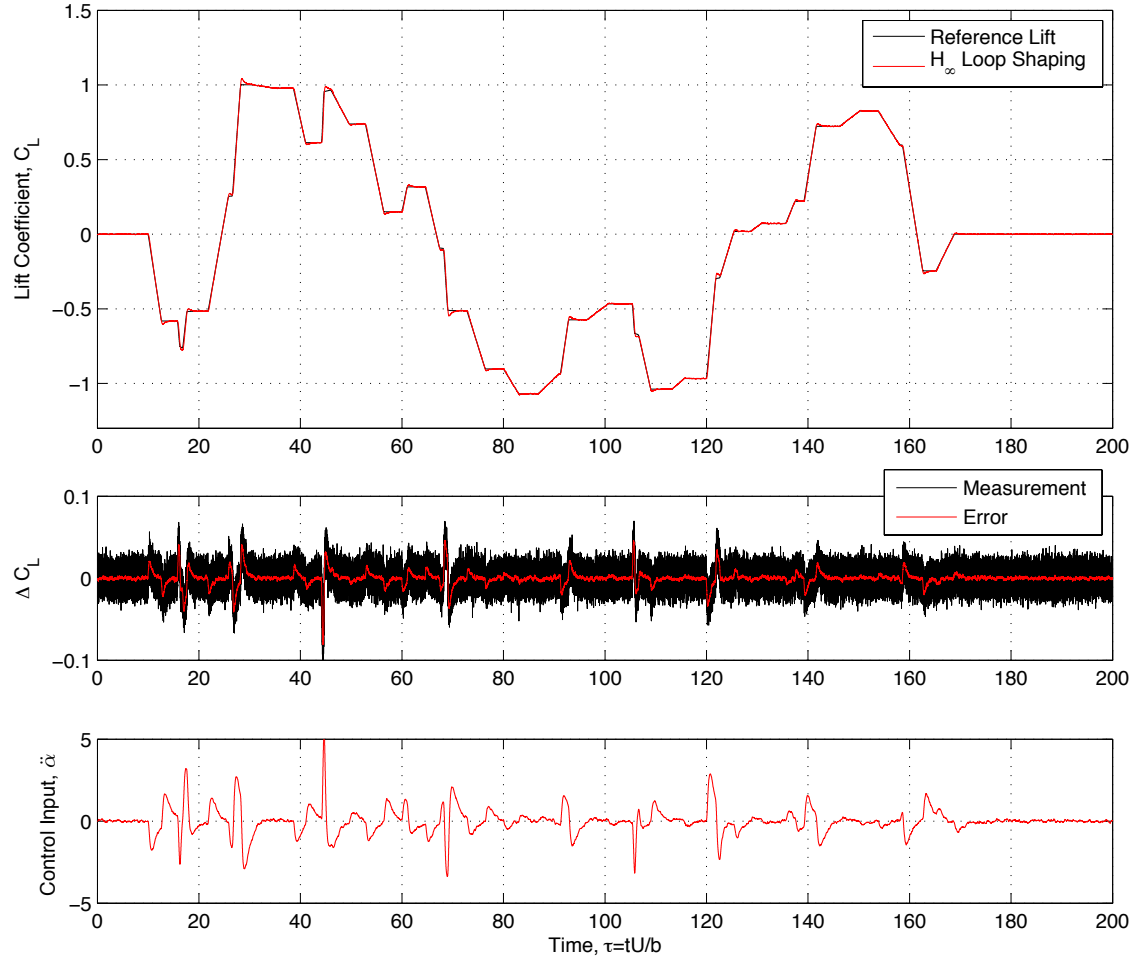 1.5
1
0.5
0
−0.5
−1
Lift Coefficient, C_L
Reference Lift
H_∞ Loop Shaping
0 20 40 60 80 100 120 140 160 180 200
0.1
0
−0.1
Δ C_L
Measurement
Error
0 20 40 60 80 100 120 140 160 180 200
5
0
−5
Control Input, α̈
0 20 40 60 80 100 120 140 160 180 200
Time, τ=tU/b